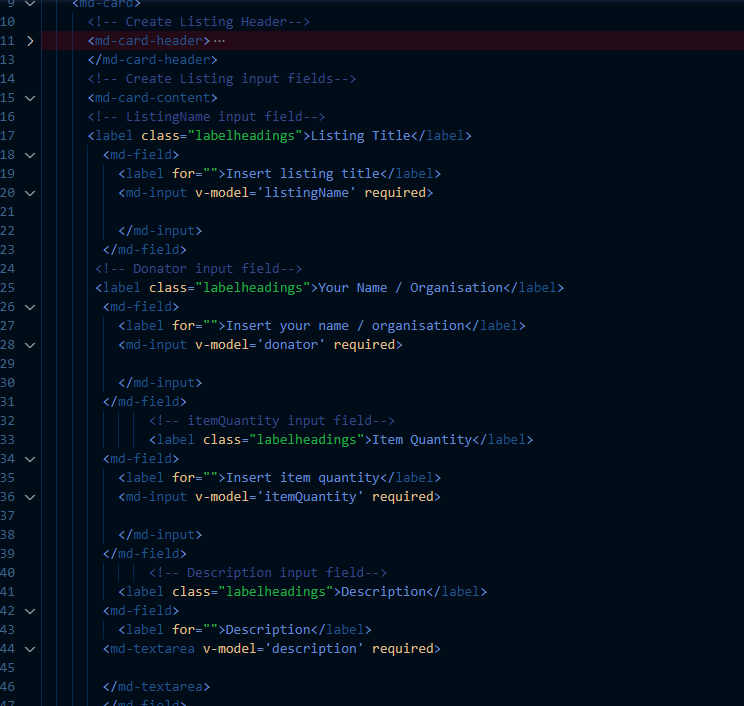 9 <md-card>
10 <!-- Create Listing Header-->
11 <md-card-header> ···
13 </md-card-header>
14 <!-- Create Listing input fields-->
15 <md-card-content>
16 <!-- ListingName input field-->
17 <label class="labelheadings">Listing Title</label>
18 <md-field>
19 <label for="">Insert listing title</label>
20 <md-input v-model='listingName' required>
21
22 </md-input>
23 </md-field>
24 <!-- Donator input field-->
25 <label class="labelheadings">Your Name / Organisation</label>
26 <md-field>
27 <label for="">Insert your name / organisation</label>
28 <md-input v-model='donator' required>
29
30 </md-input>
31 </md-field>
32 <!-- itemQuantity input field-->
33 <label class="labelheadings">Item Quantity</label>
34 <md-field>
35 <label for="">Insert item quantity</label>
36 <md-input v-model='itemQuantity' required>
37
38 </md-input>
39 </md-field>
40 <!-- Description input field-->
41 <label class="labelheadings">Description</label>
42 <md-field>
43 <label for="">Description</label>
44 <md-textarea v-model='description' required>
45
46 </md-textarea>
47 </md-field>